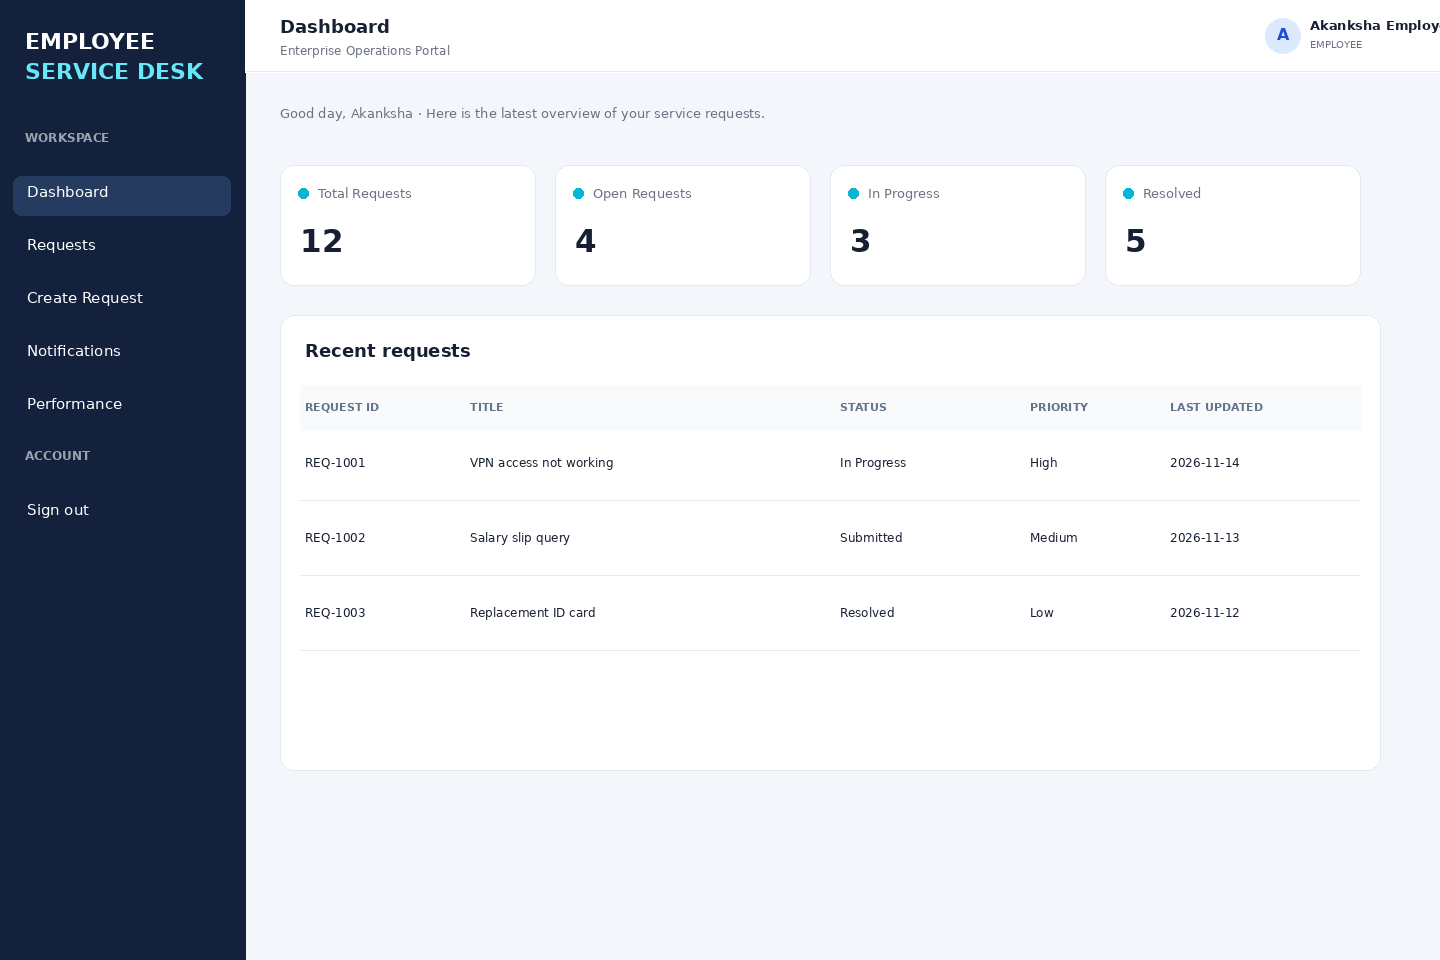 EMPLOYEE
SERVICE DESK
WORKSPACE
Dashboard
Requests
Create Request
Notifications
Performance
ACCOUNT
Sign out
Dashboard
Enterprise Operations Portal
A
Akanksha Employ
EMPLOYEE
Good day, Akanksha · Here is the latest overview of your service requests.
Total Requests
12
Open Requests
4
In Progress
3
Resolved
5
Recent requests
REQUEST ID TITLE STATUS PRIORITY LAST UPDATED
REQ-1001 VPN access not working In Progress High 2026-11-14
REQ-1002 Salary slip query Submitted Medium 2026-11-13
REQ-1003 Replacement ID card Resolved Low 2026-11-12